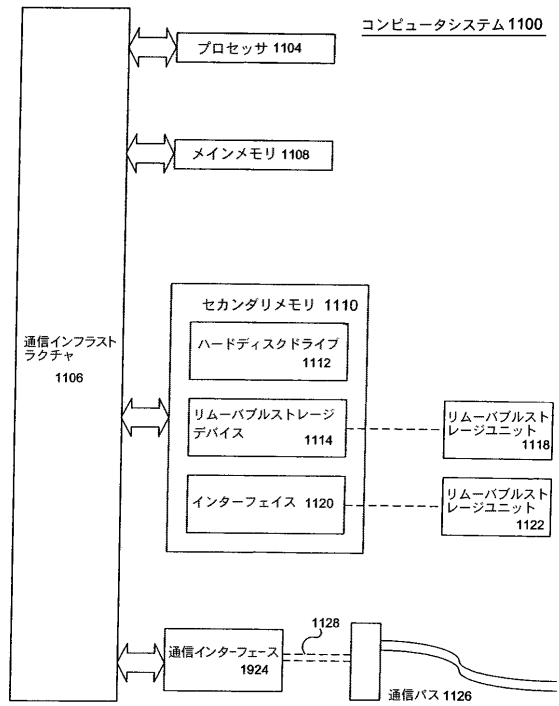 コンピュータシステム 1100
プロセッサ 1104
メインメモリ 1108
通信インフラスト
ラクチャ
1106
セカンダリメモリ 1110
ハードディスクドライブ
1112
リムーバブルストレージ
デバイス 1114
リムーバブルスト
レージユニット
1118
インターフェイス 1120
リムーバブルスト
レージユニット
1122
通信インターフェース
1924
1128
通信パス 1126